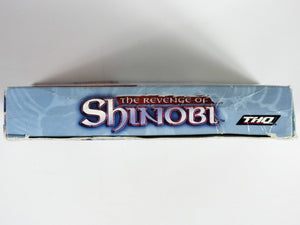 THE REVENGE OF
SHINOBI
THQ